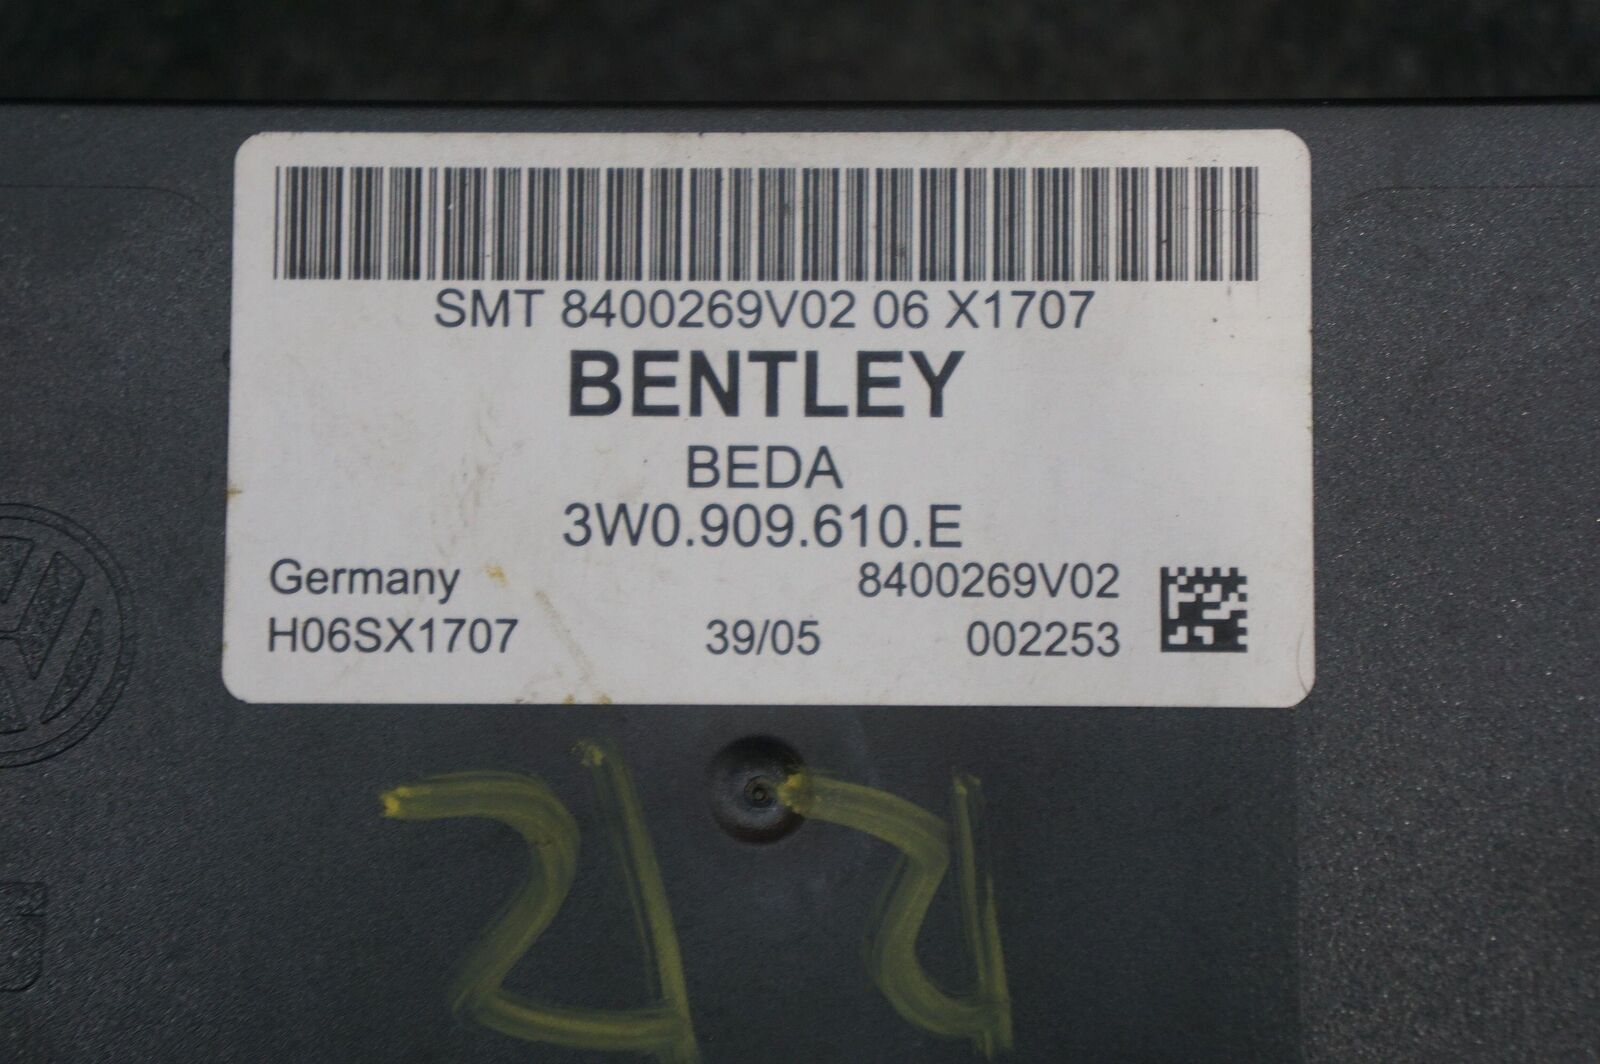 SMT 8400269V02 06 X1707
BENTLEY
BEDA
3W0.909.610.E
Germany 8400269V02
H06SX1707 39/05 002253